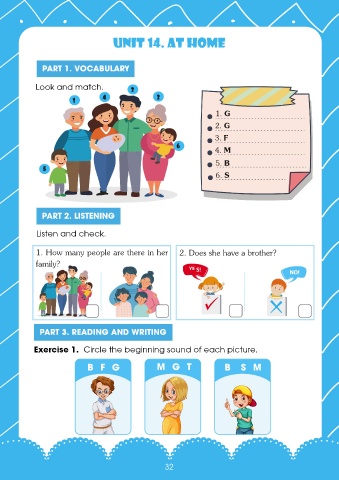 UNIT 14. AT HOME
PART 1. VOCABULARY
Look and match.
1
4
2
2
6
5
1. G
2. G
3. F
4. M
5. B
6. S
PART 2. LISTENING
Listen and check.
1. How many people are there in her
family?
2. Does she have a brother?
YES!
NO!
PART 3. READING AND WRITING
Exercise 1. Circle the beginning sound of each picture.
B F G
M G T
B S M
32